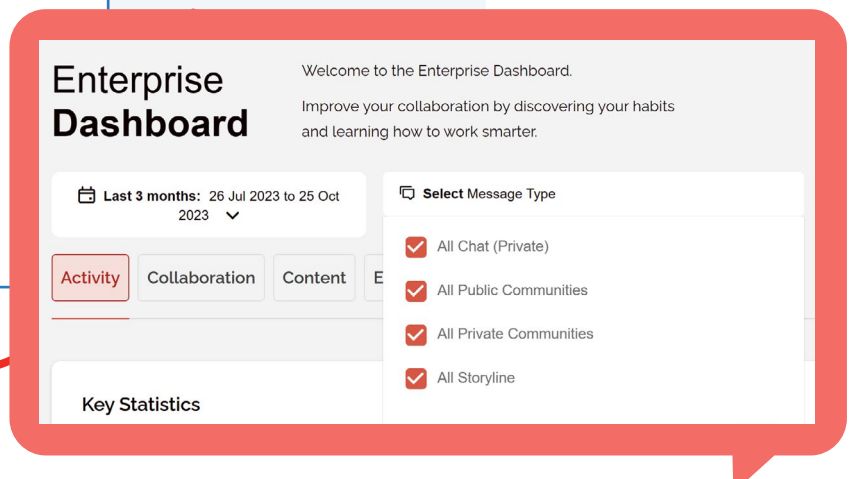 Enterprise
Dashboard
Welcome to the Enterprise Dashboard.
Improve your collaboration by discovering your habits
and learning how to work smarter.
Last 3 months: 26 Jul 2023 to 25 Oct
2023
Select Message Type
All Chat (Private)
All Public Communities
All Private Communities
All Storyline
Activity
Collaboration
Content
E
Key Statistics